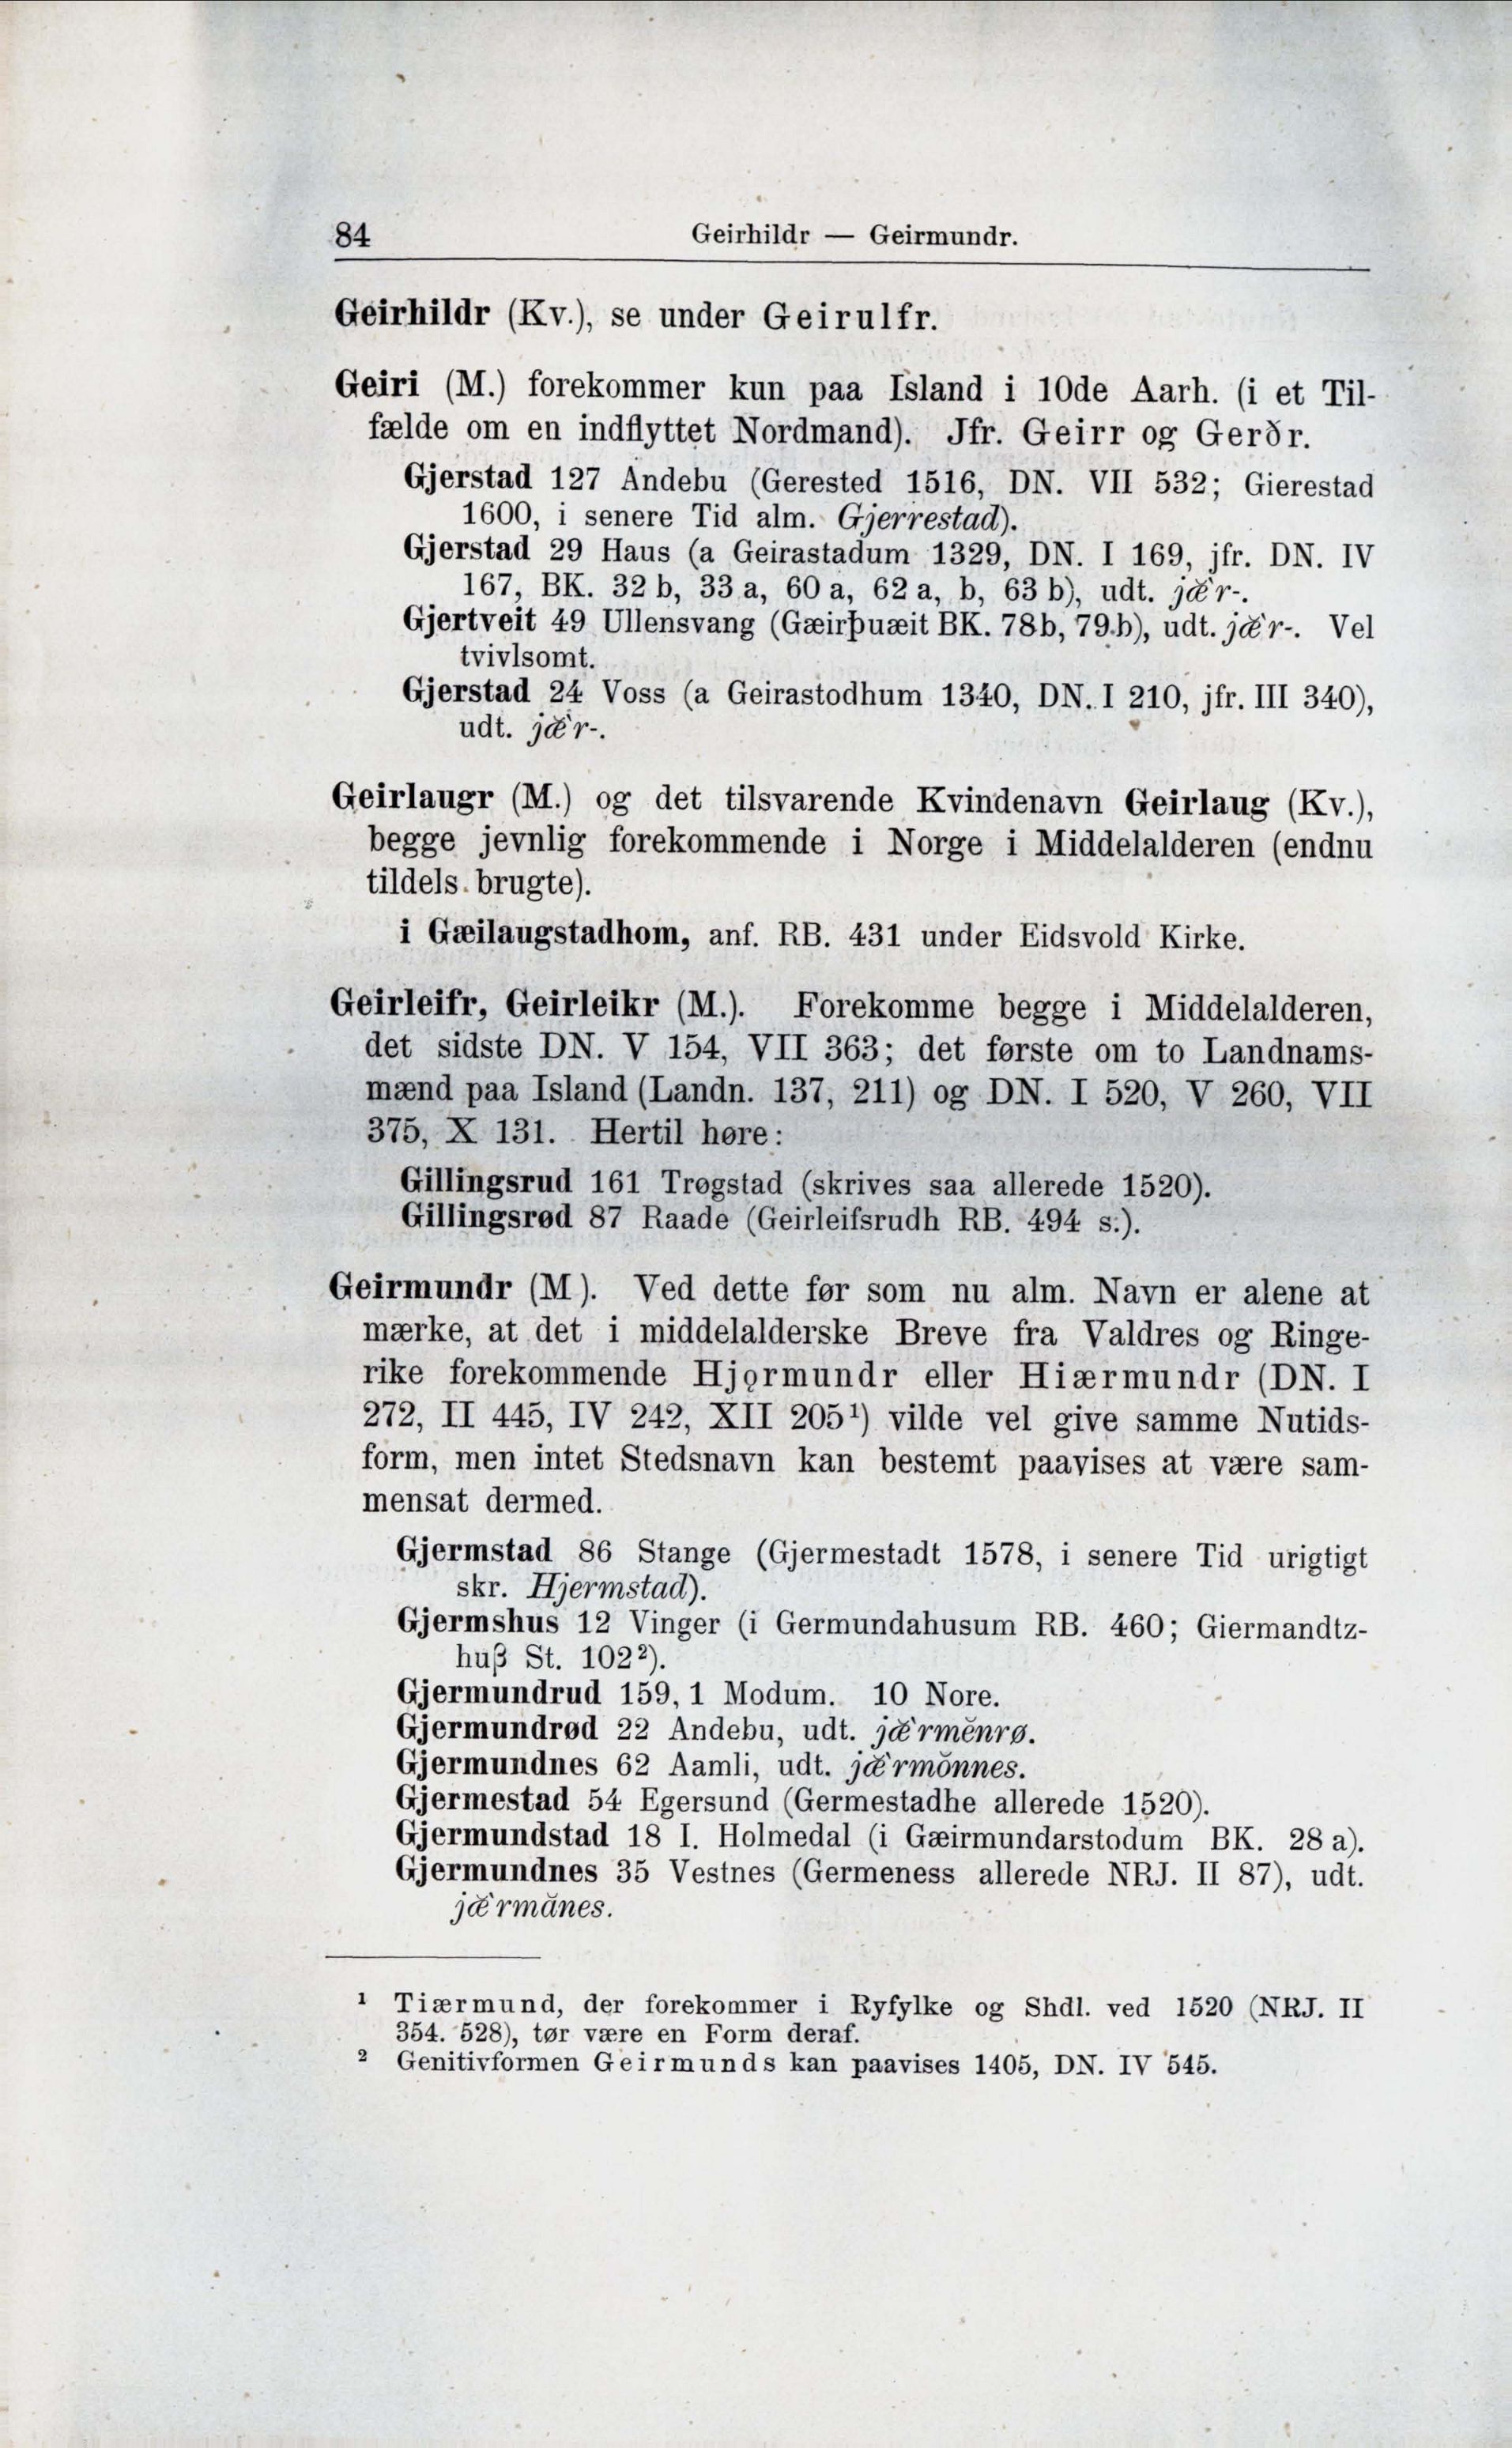 84 Geirhildr — Geirmundr.
Geirhildr (Kv.), se under Geirulfr.
Geiri (M.) forekommer kun paa Island i 10de Aarh. (i et Til-
fælde om en indflyttet Nordmand). Jfr. Geirr og Gerðr.
Gjerstad 127 Andebu (Gerested 1516, DN. VII 532; Gierestad
1600, i senere Tid alm. Gjerrestad).
Gjerstad 29 Haus (a Geirastadum 1329, DN. I 169, jfr. DN. IV
167, BK. 32 b, 33 a, 60 a, 62 a, b, 63 b), udt. jæ̀r-.
Gjertveit 49 Ullensvang (Gæirþuæit BK. 78b, 79.b), udt. jæ̀r-. Vel
tvivlsomt.
Gjerstad 24 Voss (a Geirastodhum 1340, DN. I 210, jfr. III 340),
udt. jæ̀r-.
Geirlaugr (M.) og det tilsvarende Kvindenavn Geirlaug (Kv.),
begge jevnlig forekommende i Norge i Middelalderen (endnu
tildels brugte).
i Gæilaugstadhom, anf. RB. 431 under Eidsvold Kirke.
Geirleifr, Geirleikr (M.). Forekomme begge i Middelalderen,
det sidste DN. V 154, VII 363; det første om to Landnams-
mænd paa Island (Landn. 137, 211) og DN. I 520, V 260, VII
375, X 131. Hertil høre:
Gillingsrud 161 Trøgstad (skrives saa allerede 1520).
Gillingsrød 87 Raade (Geirleifsrudh RB. 494 s.).
Geirmundr (M). Ved dette før som nu alm. Navn er alene at
mærke, at det i middelalderske Breve fra Valdres og Ringe-
rike forekommende Hjǫrmundr eller Hiærmundr (DN. I
272, II 445, IV 242, XII 205¹) vilde vel give samme Nutids-
form, men intet Stedsnavn kan bestemt paavises at være sam-
mensat dermed.
Gjermstad 86 Stange (Gjermestadt 1578, i senere Tid urigtigt
skr. Hjermstad).
Gjermshus 12 Vinger (i Germundahusum RB. 460; Giermandtz-
huß St. 102²).
Gjermundrud 159, 1 Modum. 10 Nore.
Gjermundrød 22 Andebu, udt. jæ̀rmĕnrø.
Gjermundnes 62 Aamli, udt. jæ̀rmŏnnes.
Gjermestad 54 Egersund (Germestadhe allerede 1520).
Gjermundstad 18 I. Holmedal (i Gæirmundarstodum BK. 28 a).
Gjermundnes 35 Vestnes (Germeness allerede NRJ. II 87), udt.
jæ̀rmănes.
¹ Tiærmund, der forekommer i Ryfylke og Shdl. ved 1520 (NRJ. II
354. 528), tør være en Form deraf.
² Genitivformen Geirmunds kan paavises 1405, DN. IV 545.